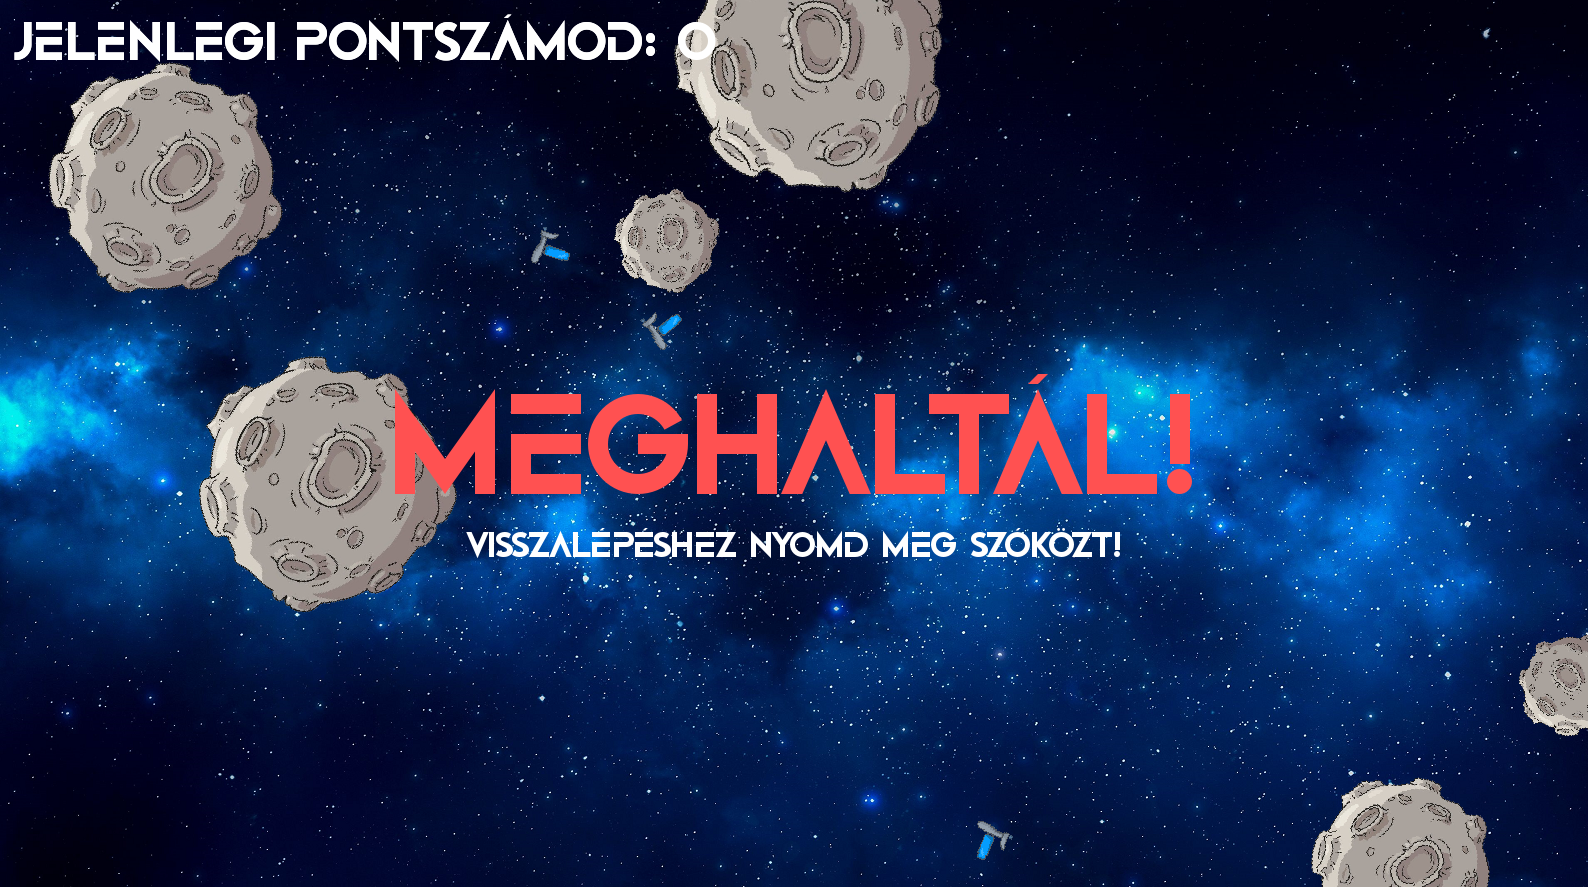 JELENLEGI PONTSZÁMOD: 0
MEGHALTÁL!
VISSZALÉPÉSHEZ NYOMD MEG SZÓKÖZT!